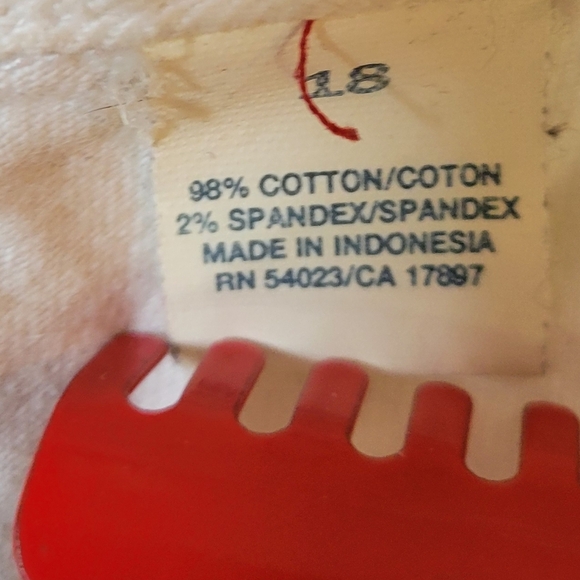 18
98% COTTON/COTON
2% SPANDEX/SPANDEX
MADE IN INDONESIA
RN 54023/CA 17897